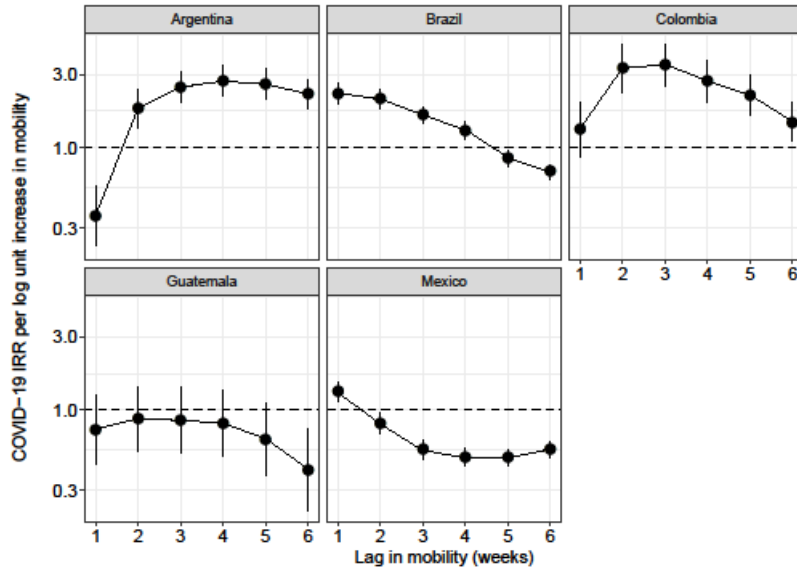 Argentina
Brazil
Colombia
3.0
1.0
0.3
1 2 3 4 5 6
Guatemala
Mexico
3.0
1.0
0.3
1 2 3 4 5 6
1 2 3 4 5 6
Lag in mobility (weeks)
COVID−19 IRR per log unit increase in mobility